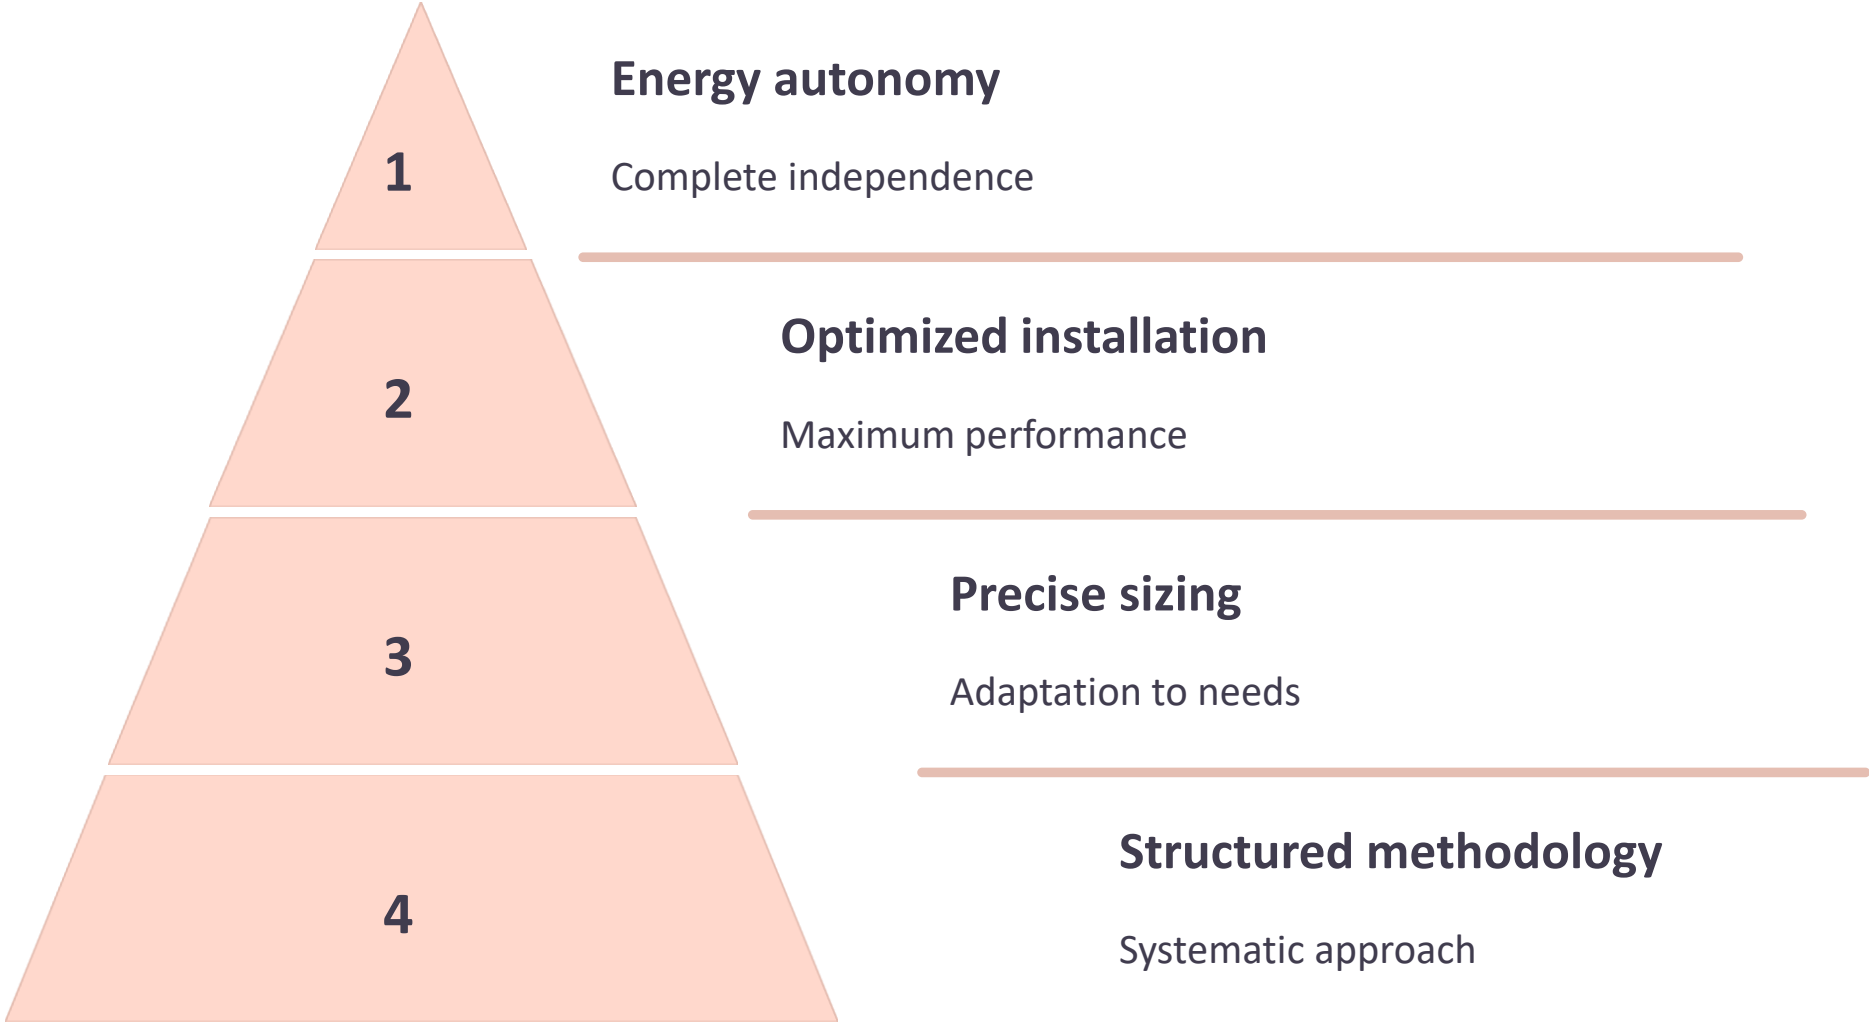 1
Energy autonomy
Complete independence
2
Optimized installation
Maximum performance
3
Precise sizing
Adaptation to needs
4
Structured methodology
Systematic approach